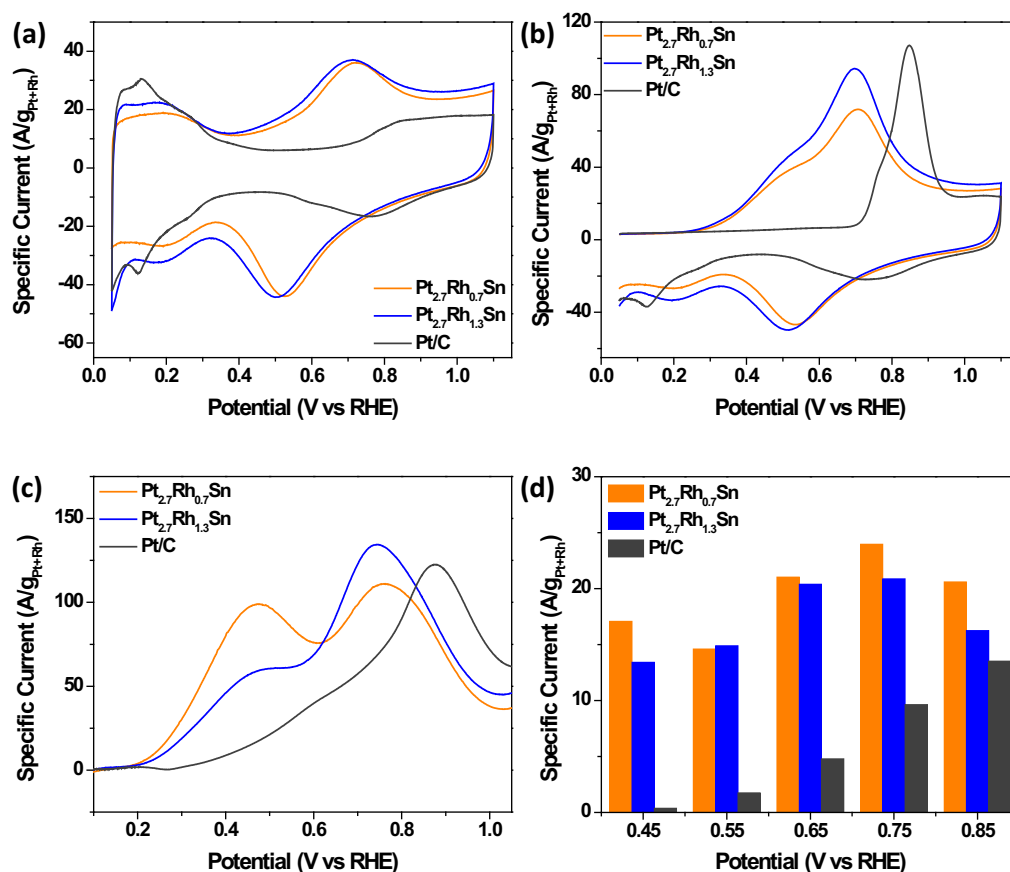 (a)
Specific Current (A/g_Pt+Rh)
40
20
0
-20
-40
-60
Pt2.7Rh0.7Sn
Pt2.7Rh1.3Sn
Pt/C
0.0 0.2 0.4 0.6 0.8 1.0
Potential (V vs RHE)
(b)
Specific Current (A/g_Pt+Rh)
120
80
40
0
-40
Pt2.7Rh0.7Sn
Pt2.7Rh1.3Sn
Pt/C
0.0 0.2 0.4 0.6 0.8 1.0
Potential (V vs RHE)
(c)
Specific Current (A/g_Pt+Rh)
150
100
50
0
Pt2.7Rh0.7Sn
Pt2.7Rh1.3Sn
Pt/C
0.2 0.4 0.6 0.8 1.0
Potential (V vs RHE)
(d)
Specific Current (A/g_Pt+Rh)
30
20
10
0
Pt2.7Rh0.7Sn
Pt2.7Rh1.3Sn
Pt/C
0.45 0.55 0.65 0.75 0.85
Potential (V vs RHE)